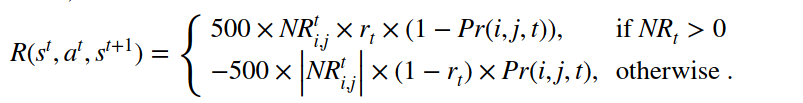 R(s^t, a^t, s^{t+1}) = { 500 × NR^t_{i,j} × r_t × (1 − Pr(i,j,t)), if NR_t > 0
−500 × |NR^t_{i,j}| × (1 − r_t) × Pr(i,j,t), otherwise .